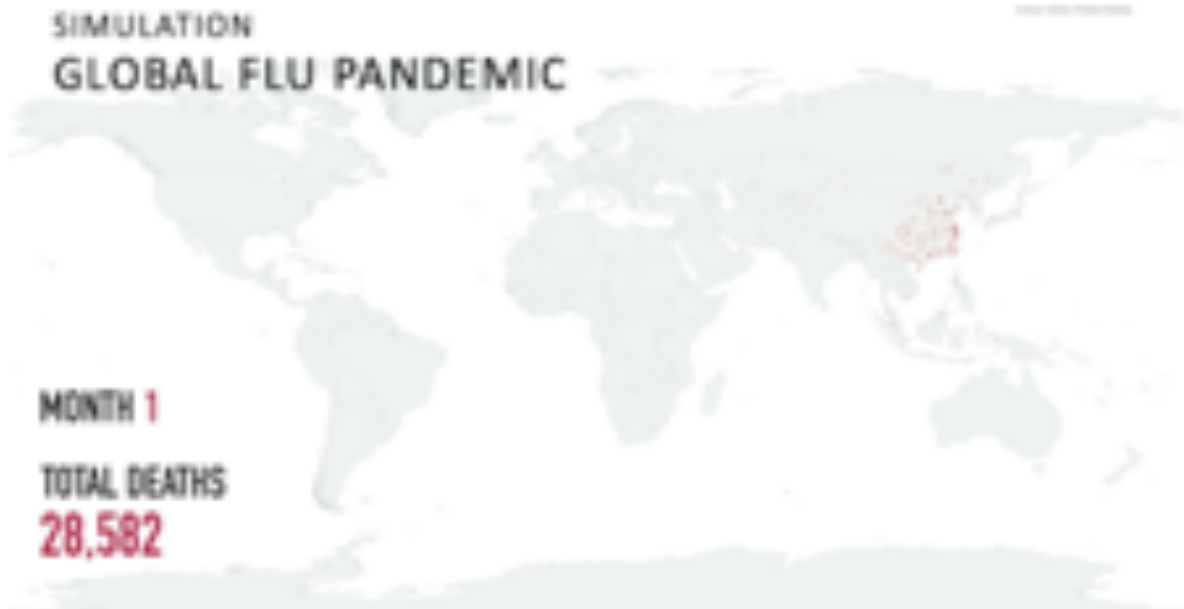 SIMULATION
GLOBAL FLU PANDEMIC
MONTH 1
TOTAL DEATHS
28,582